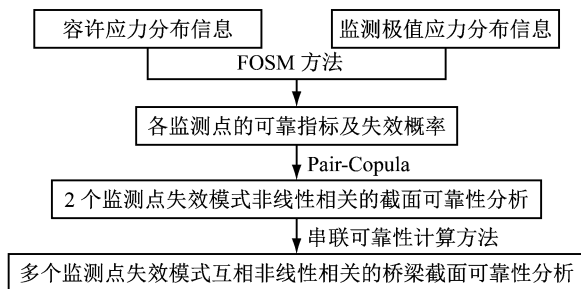 容许应力分布信息
监测极值应力分布信息
FOSM 方法
各监测点的可靠指标及失效概率
Pair-Copula
2 个监测点失效模式非线性相关的截面可靠性分析
串联可靠性计算方法
多个监测点失效模式互相非线性相关的桥梁截面可靠性分析